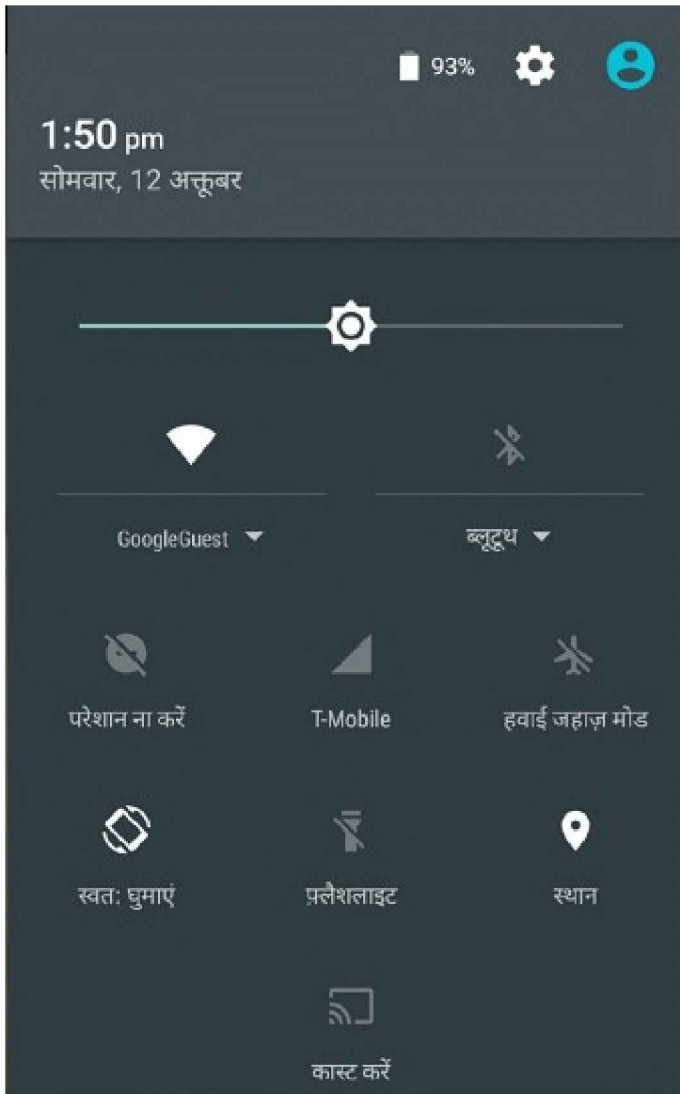 93%
1:50 pm
सोमवार, 12 अक्तूबर
GoogleGuest
ब्लूटूथ
परेशान ना करें
T-Mobile
हवाई जहाज़ मोड
स्वत: घुमाएं
फ़्लैशलाइट
स्थान
कास्ट करें